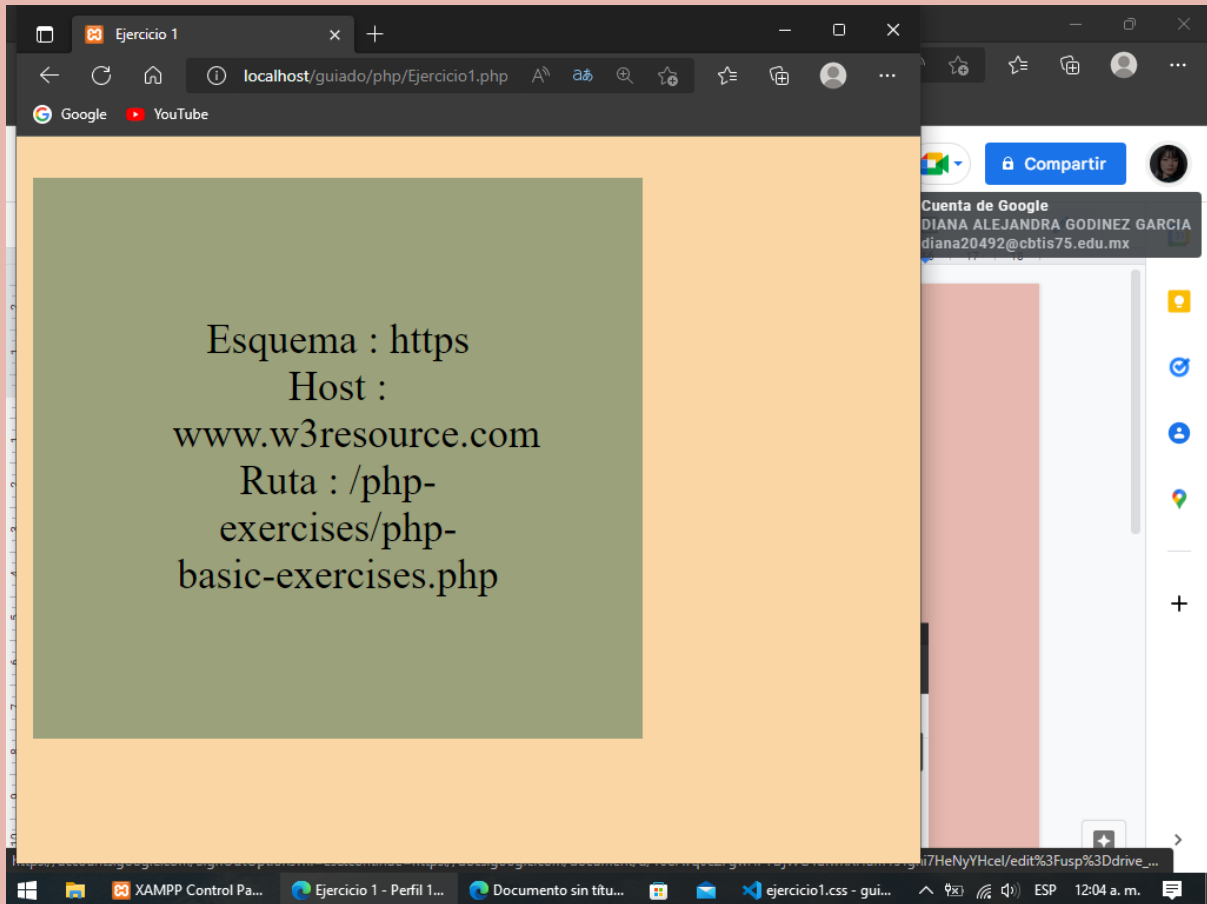 Ejercicio 1
localhost/guiado/php/Ejercicio1.php
Google YouTube
Compartir
Cuenta de Google
DIANA ALEJANDRA GODINEZ GARCIA
diana20492@cbtis75.edu.mx
Esquema : https
Host :
www.w3resource.com
Ruta : /php-
exercises/php-
basic-exercises.php
XAMPP Control Pa... Ejercicio 1 - Perfil 1... Documento sin títu... ejercicio1.css - gui... ESP 12:04 a. m.